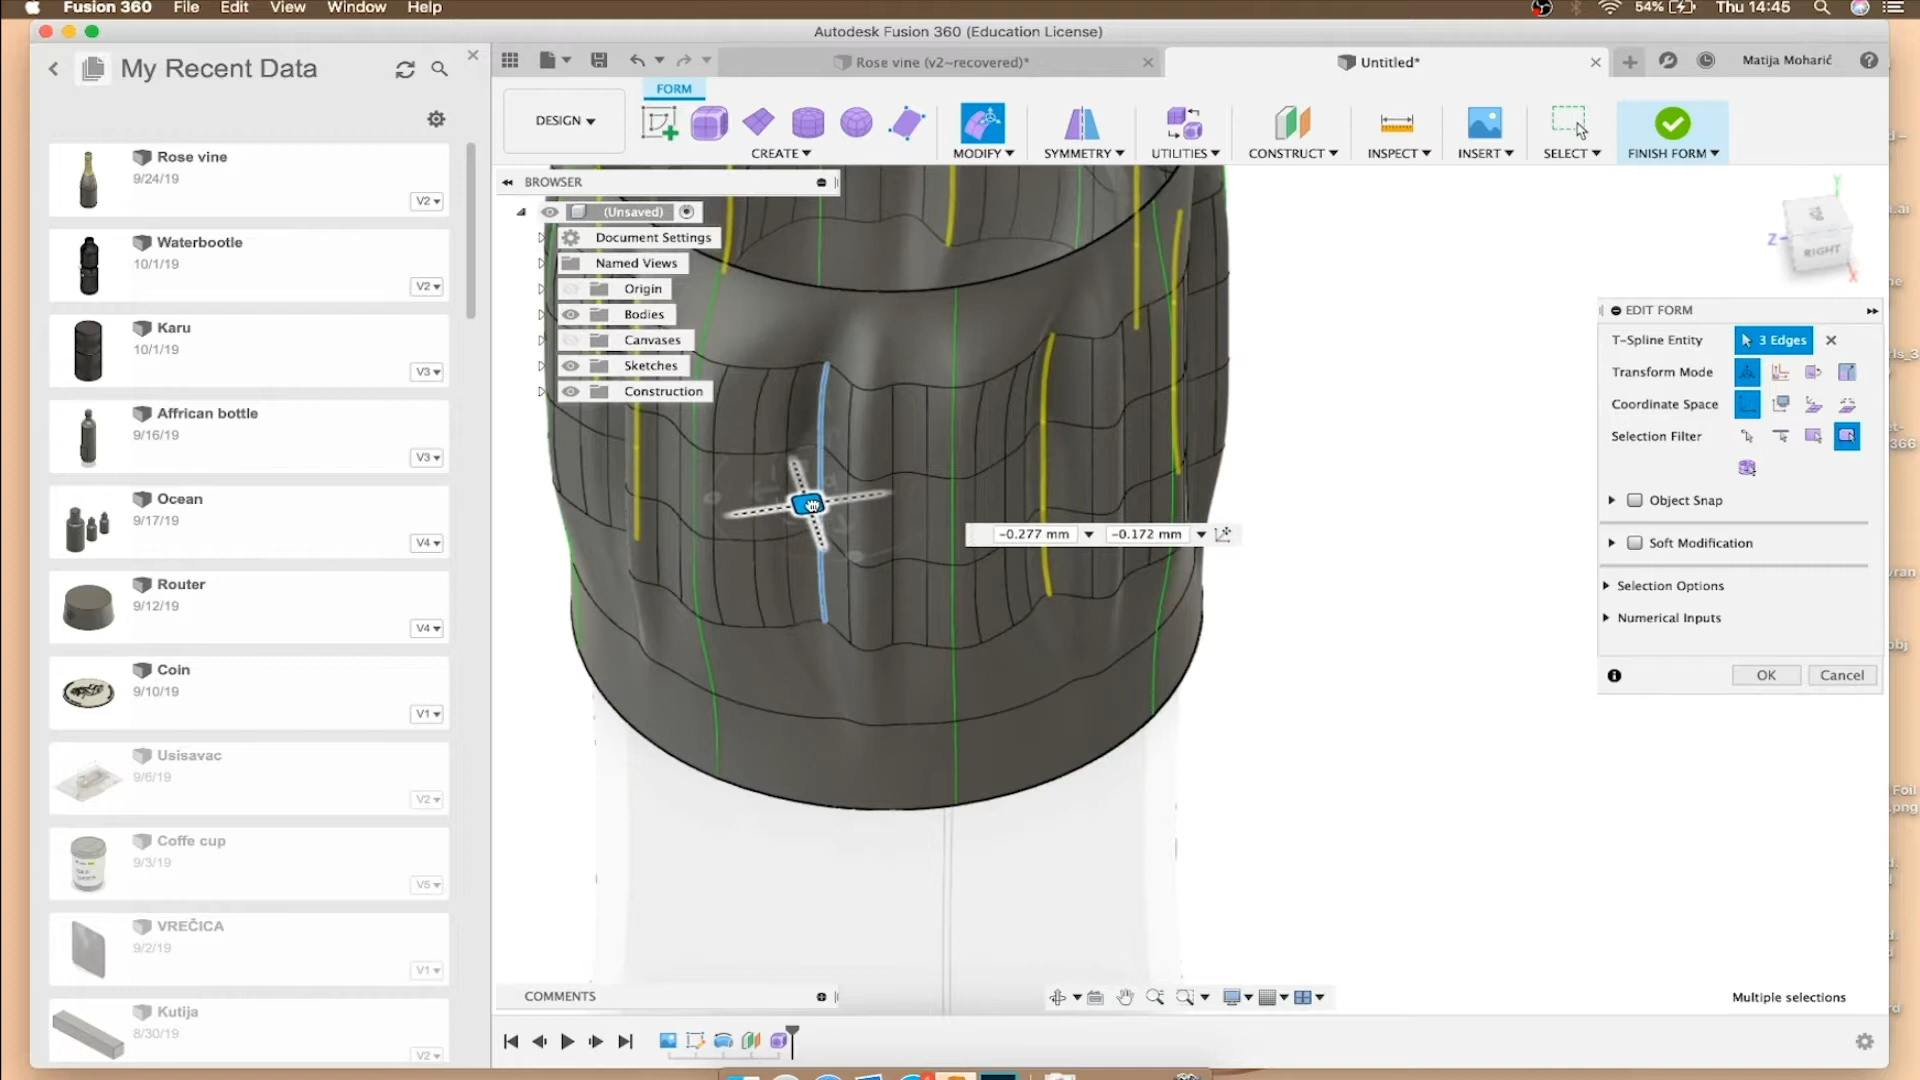 Fusion 360 File Edit View Window Help 54% Thu 14:45
Autodesk Fusion 360 (Education License)
My Recent Data
Rose vine (v2~recovered)*
Untitled*
Matija Moharić
FORM
DESIGN
CREATE
MODIFY
SYMMETRY
UTILITIES
CONSTRUCT
INSPECT
INSERT
SELECT
FINISH FORM
Rose vine
9/24/19
V2
Waterbootle
10/1/19
V2
Karu
10/1/19
V3
Affrican bottle
9/16/19
V3
Ocean
9/17/19
V4
Router
9/12/19
V4
Coin
9/10/19
V1
Usisavac
9/6/19
V2
Coffe cup
9/3/19
V5
VREČICA
9/2/19
V1
Kutija
8/30/19
V2
BROWSER
(Unsaved)
Document Settings
Named Views
Origin
Bodies
Canvases
Sketches
Construction
-0.277 mm
-0.172 mm
Y
Z
X
RIGHT
EDIT FORM
T-Spline Entity 3 Edges
Transform Mode
Coordinate Space
Selection Filter
Object Snap
Soft Modification
Selection Options
Numerical Inputs
OK Cancel
Multiple selections
COMMENTS